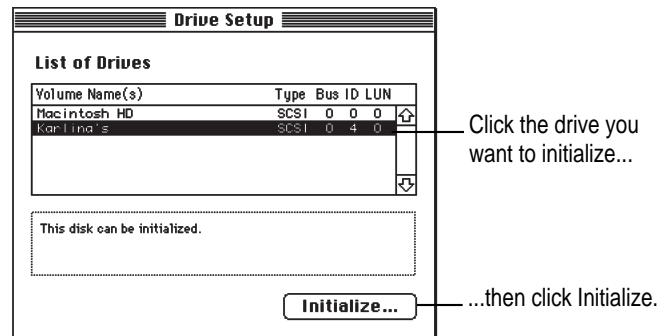 Drive Setup
List of Drives
Volume Name(s) Type Bus ID LUN
Macintosh HD SCSI 0 0 0
Karlina's SCSI 0 4 0
Click the drive you
want to initialize...
This disk can be initialized.
Initialize...
...then click Initialize.